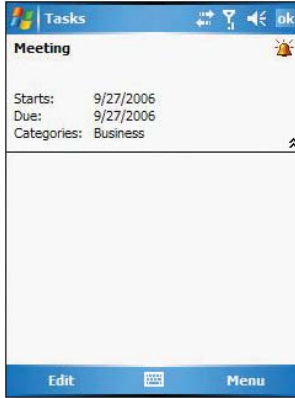 Tasks ok
Meeting
Starts: 9/27/2006
Due: 9/27/2006
Categories: Business
Edit Menu